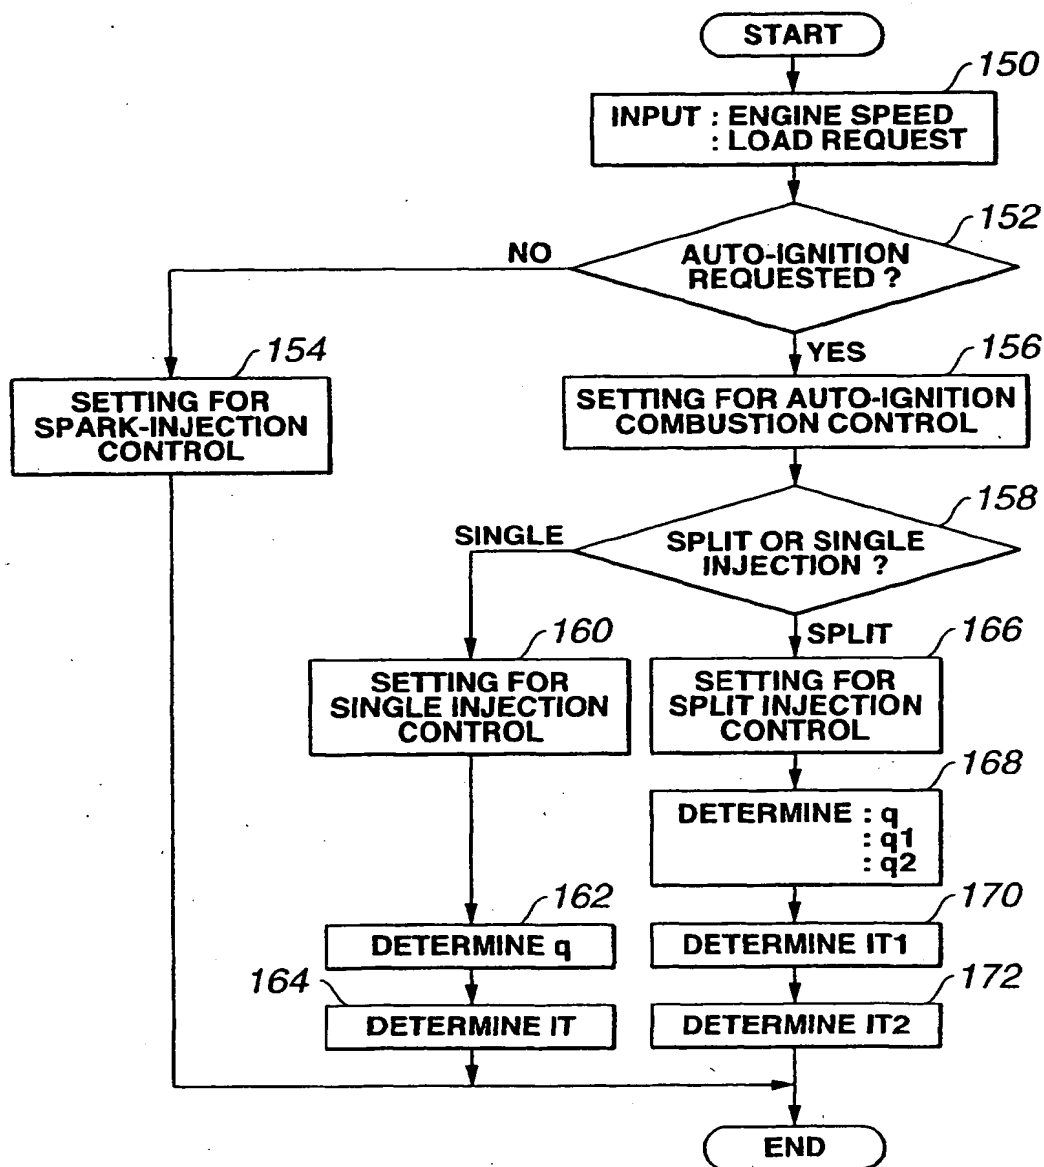 START
150
INPUT : ENGINE SPEED
: LOAD REQUEST
152
AUTO-IGNITION
REQUESTED ?
NO
YES
154
SETTING FOR
SPARK-INJECTION
CONTROL
156
SETTING FOR AUTO-IGNITION
COMBUSTION CONTROL
158
SPLIT OR SINGLE
INJECTION ?
SINGLE
SPLIT
160
SETTING FOR
SINGLE INJECTION
CONTROL
166
SETTING FOR
SPLIT INJECTION
CONTROL
168
DETERMINE : q
: q1
: q2
162
DETERMINE q
170
DETERMINE IT1
164
DETERMINE IT
172
DETERMINE IT2
END